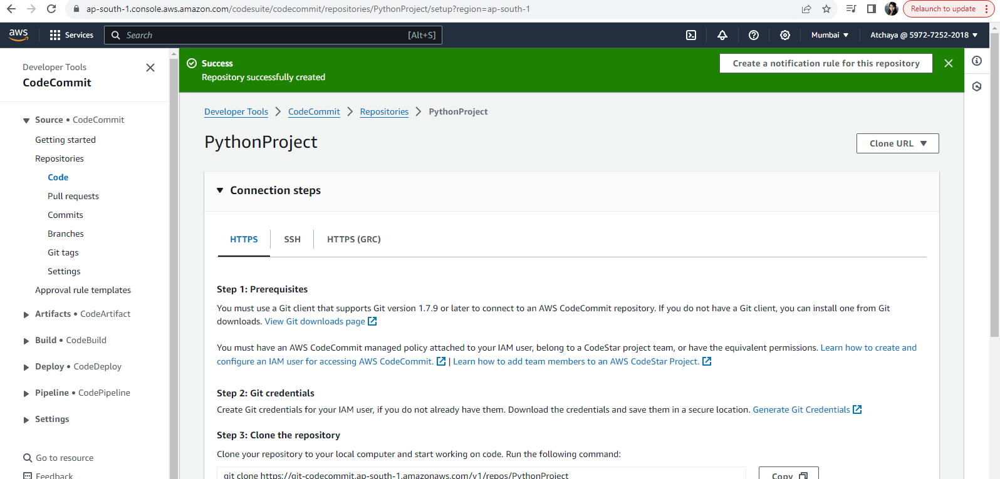 ap-south-1.console.aws.amazon.com/codesuite/codecommit/repositories/PythonProject/setup?region=ap-south-1
Relaunch to update
aws
Services
Search
[Alt+S]
Mumbai
Atchaya @ 5972-7252-2018
Developer Tools
CodeCommit
Source • CodeCommit
Getting started
Repositories
Code
Pull requests
Commits
Branches
Git tags
Settings
Approval rule templates
Artifacts • CodeArtifact
Build • CodeBuild
Deploy • CodeDeploy
Pipeline • CodePipeline
Settings
Go to resource
Feedback
Success
Repository successfully created
Create a notification rule for this repository
Developer Tools
CodeCommit
Repositories
PythonProject
PythonProject
Clone URL
Connection steps
HTTPS
SSH
HTTPS (GRC)
Step 1: Prerequisites
You must use a Git client that supports Git version 1.7.9 or later to connect to an AWS CodeCommit repository. If you do not have a Git client, you can install one from Git
downloads. View Git downloads page
You must have an AWS CodeCommit managed policy attached to your IAM user, belong to a CodeStar project team, or have the equivalent permissions. Learn how to create and
configure an IAM user for accessing AWS CodeCommit. | Learn how to add team members to an AWS CodeStar Project.
Step 2: Git credentials
Create Git credentials for your IAM user, if you do not already have them. Download the credentials and save them in a secure location. Generate Git Credentials
Step 3: Clone the repository
Clone your repository to your local computer and start working on code. Run the following command:
git clone https://git-codecommit.ap-south-1.amazonaws.com/v1/repos/PythonProject
Copy